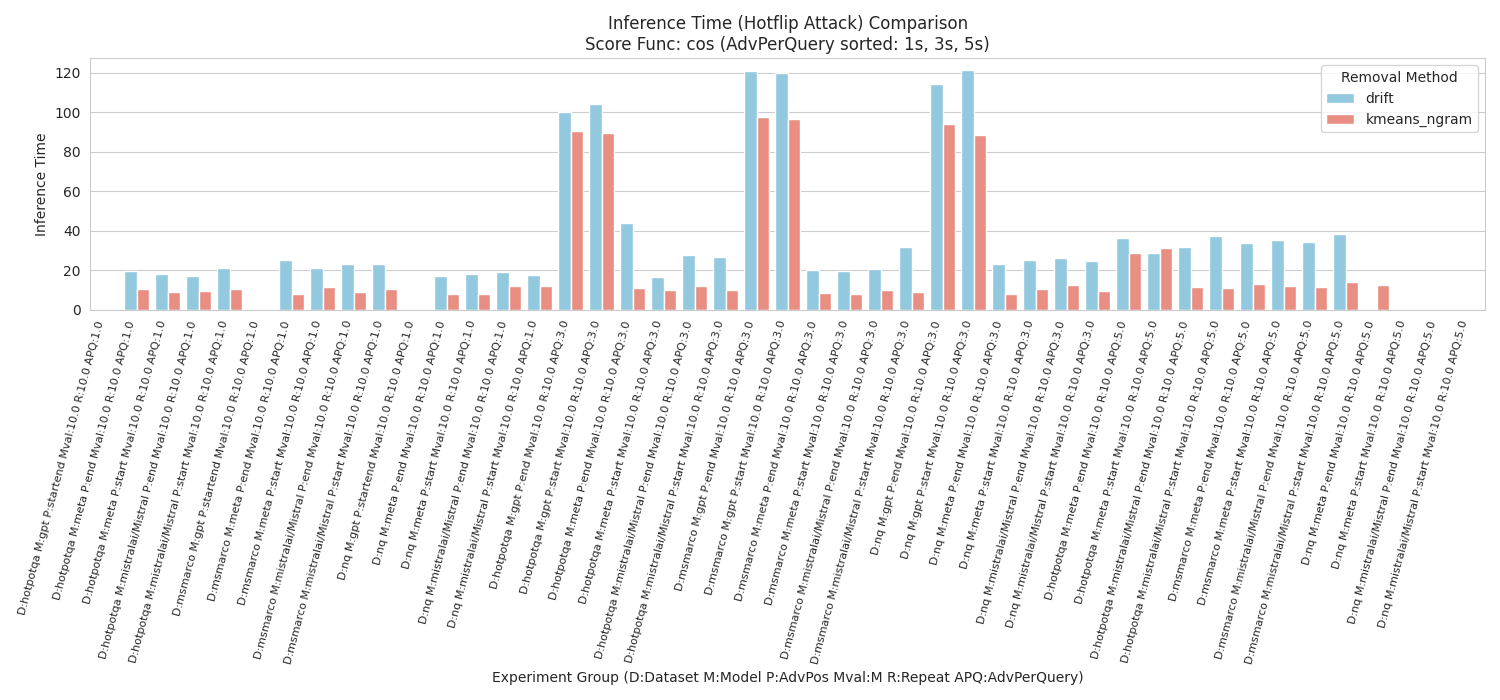 Inference Time (Hotflip Attack) Comparison
Score Func: cos (AdvPerQuery sorted: 1s, 3s, 5s)
Removal Method
drift
kmeans_ngram
Inference Time
120
100
80
60
40
20
0
D:hotpotqa M:gpt P:startend Mval:10.0 R:10.0 APQ:1.0
D:hotpotqa M:meta P:end Mval:10.0 R:10.0 APQ:1.0
D:hotpotqa M:meta P:start Mval:10.0 R:10.0 APQ:1.0
D:hotpotqa M:mistralai/Mistral P:end Mval:10.0 R:10.0 APQ:1.0
D:hotpotqa M:mistralai/Mistral P:start Mval:10.0 R:10.0 APQ:1.0
D:msmarco M:gpt P:startend Mval:10.0 R:10.0 APQ:1.0
D:msmarco M:meta P:end Mval:10.0 R:10.0 APQ:1.0
D:msmarco M:meta P:start Mval:10.0 R:10.0 APQ:1.0
D:msmarco M:mistralai/Mistral P:end Mval:10.0 R:10.0 APQ:1.0
D:msmarco M:mistralai/Mistral P:start Mval:10.0 R:10.0 APQ:1.0
D:nq M:gpt P:startend Mval:10.0 R:10.0 APQ:1.0
D:nq M:meta P:end Mval:10.0 R:10.0 APQ:1.0
D:nq M:meta P:start Mval:10.0 R:10.0 APQ:1.0
D:nq M:mistralai/Mistral P:end Mval:10.0 R:10.0 APQ:1.0
D:nq M:mistralai/Mistral P:start Mval:10.0 R:10.0 APQ:1.0
D:hotpotqa M:gpt P:end Mval:10.0 R:10.0 APQ:3.0
D:hotpotqa M:gpt P:start Mval:10.0 R:10.0 APQ:3.0
D:hotpotqa M:meta P:end Mval:10.0 R:10.0 APQ:3.0
D:hotpotqa M:meta P:start Mval:10.0 R:10.0 APQ:3.0
D:hotpotqa M:mistralai/Mistral P:end Mval:10.0 R:10.0 APQ:3.0
D:hotpotqa M:mistralai/Mistral P:start Mval:10.0 R:10.0 APQ:3.0
D:msmarco M:gpt P:end Mval:10.0 R:10.0 APQ:3.0
D:msmarco M:gpt P:start Mval:10.0 R:10.0 APQ:3.0
D:msmarco M:meta P:end Mval:10.0 R:10.0 APQ:3.0
D:msmarco M:meta P:start Mval:10.0 R:10.0 APQ:3.0
D:msmarco M:mistralai/Mistral P:end Mval:10.0 R:10.0 APQ:3.0
D:msmarco M:mistralai/Mistral P:start Mval:10.0 R:10.0 APQ:3.0
D:nq M:gpt P:end Mval:10.0 R:10.0 APQ:3.0
D:nq M:gpt P:start Mval:10.0 R:10.0 APQ:3.0
D:nq M:meta P:end Mval:10.0 R:10.0 APQ:3.0
D:nq M:meta P:start Mval:10.0 R:10.0 APQ:3.0
D:nq M:mistralai/Mistral P:end Mval:10.0 R:10.0 APQ:3.0
D:nq M:mistralai/Mistral P:start Mval:10.0 R:10.0 APQ:3.0
D:hotpotqa M:meta P:end Mval:10.0 R:10.0 APQ:5.0
D:hotpotqa M:meta P:start Mval:10.0 R:10.0 APQ:5.0
D:hotpotqa M:mistralai/Mistral P:end Mval:10.0 R:10.0 APQ:5.0
D:hotpotqa M:mistralai/Mistral P:start Mval:10.0 R:10.0 APQ:5.0
D:msmarco M:meta P:end Mval:10.0 R:10.0 APQ:5.0
D:msmarco M:meta P:start Mval:10.0 R:10.0 APQ:5.0
D:msmarco M:mistralai/Mistral P:end Mval:10.0 R:10.0 APQ:5.0
D:msmarco M:mistralai/Mistral P:start Mval:10.0 R:10.0 APQ:5.0
D:nq M:meta P:end Mval:10.0 R:10.0 APQ:5.0
D:nq M:meta P:start Mval:10.0 R:10.0 APQ:5.0
D:nq M:mistralai/Mistral P:end Mval:10.0 R:10.0 APQ:5.0
D:nq M:mistralai/Mistral P:start Mval:10.0 R:10.0 APQ:5.0
Experiment Group (D:Dataset M:Model P:AdvPos Mval:M R:Repeat APQ:AdvPerQuery)